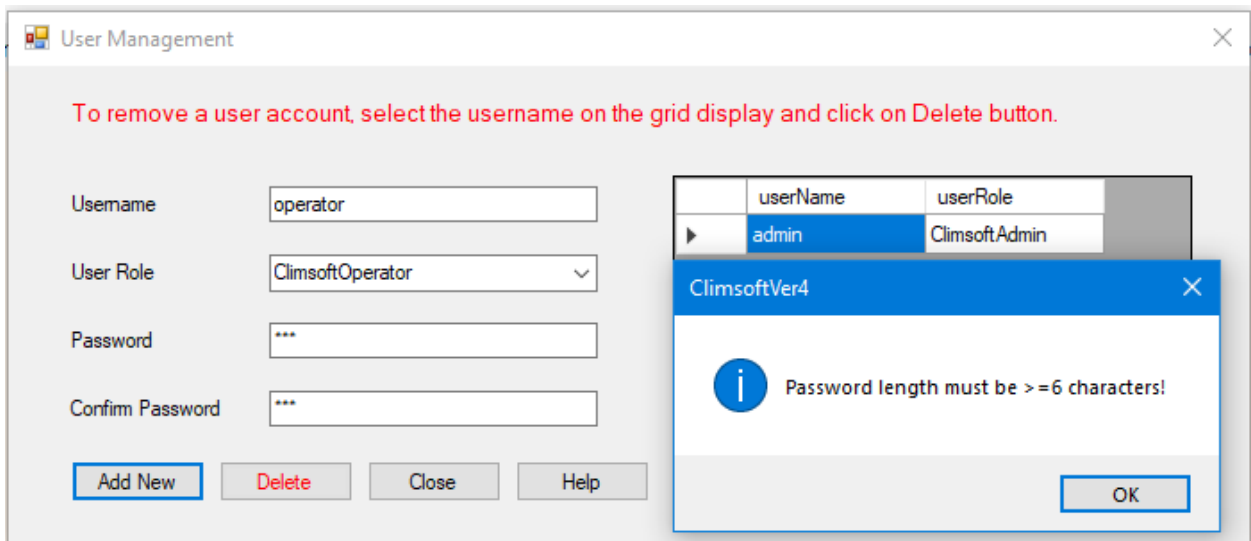 User Management
To remove a user account, select the username on the grid display and click on Delete button.
Username
operator
User Role
ClimsoftOperator
Password
***
Confirm Password
***
Add New
Delete
Close
Help
userName userRole
admin ClimsoftAdmin
ClimsoftVer4
Password length must be >=6 characters!
OK